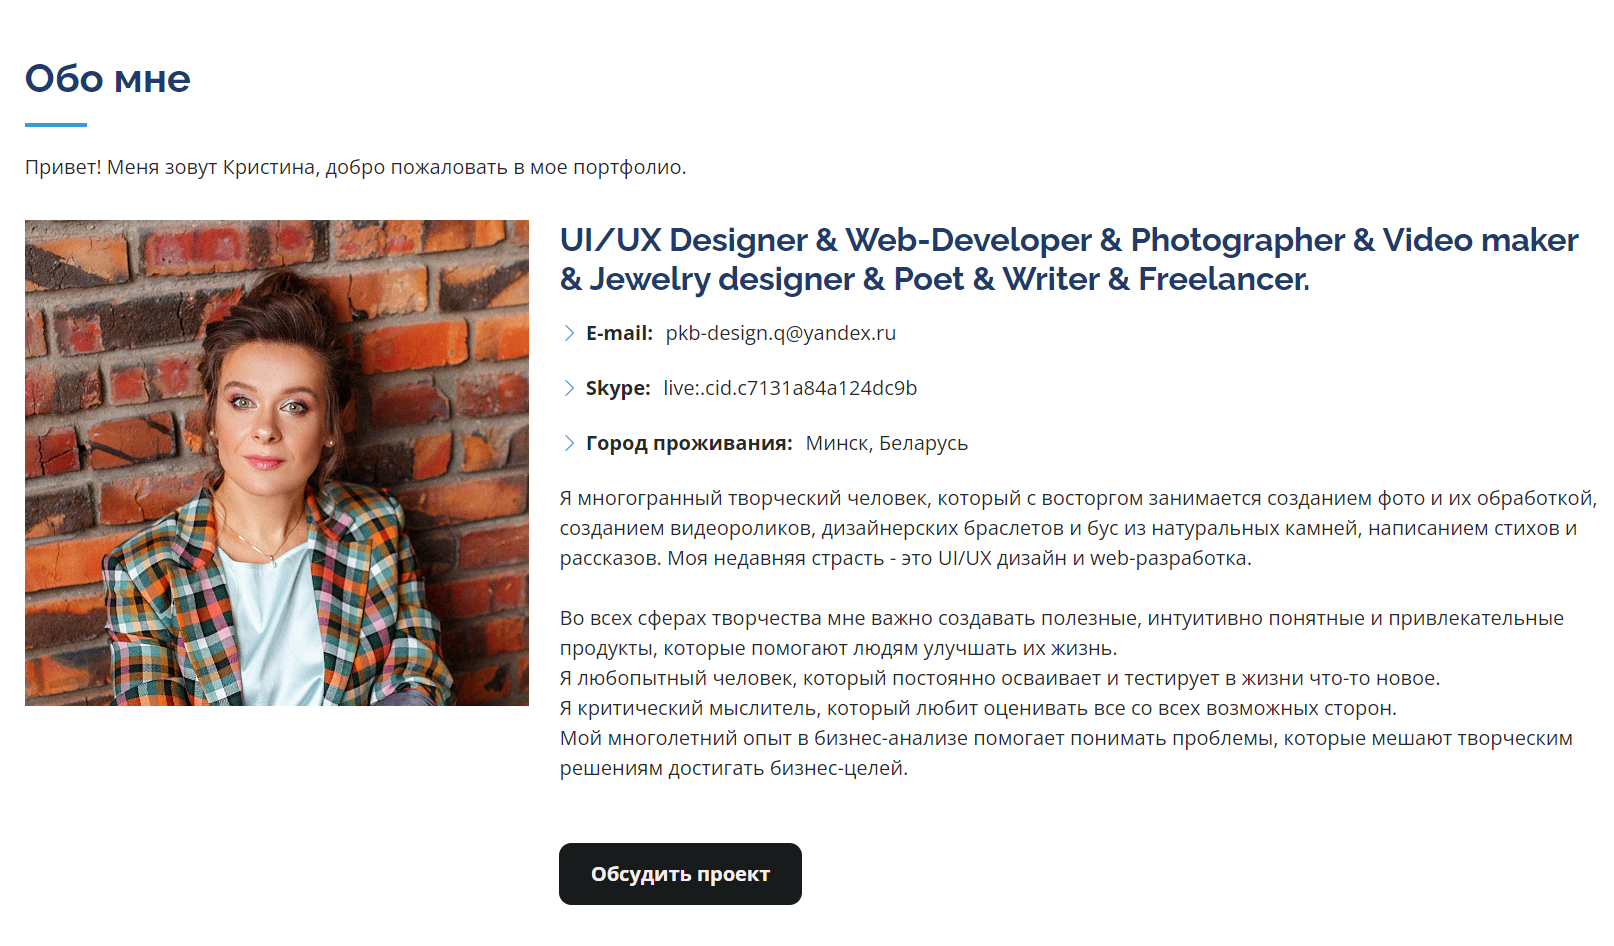 Обо мне
Привет! Меня зовут Кристина, добро пожаловать в мое портфолио.
UI/UX Designer & Web-Developer & Photographer & Video maker
& Jewelry designer & Poet & Writer & Freelancer.
E-mail: pkb-design.q@yandex.ru
Skype: live:.cid.c7131a84a124dc9b
Город проживания: Минск, Беларусь
Я многогранный творческий человек, который с восторгом занимается созданием фото и их обработкой,
созданием видеороликов, дизайнерских браслетов и бус из натуральных камней, написанием стихов и
рассказов. Моя недавняя страсть - это UI/UX дизайн и web-разработка.
Во всех сферах творчества мне важно создавать полезные, интуитивно понятные и привлекательные
продукты, которые помогают людям улучшать их жизнь.
Я любопытный человек, который постоянно осваивает и тестирует в жизни что-то новое.
Я критический мыслитель, который любит оценивать все со всех возможных сторон.
Мой многолетний опыт в бизнес-анализе помогает понимать проблемы, которые мешают творческим
решениям достигать бизнес-целей.
Обсудить проект